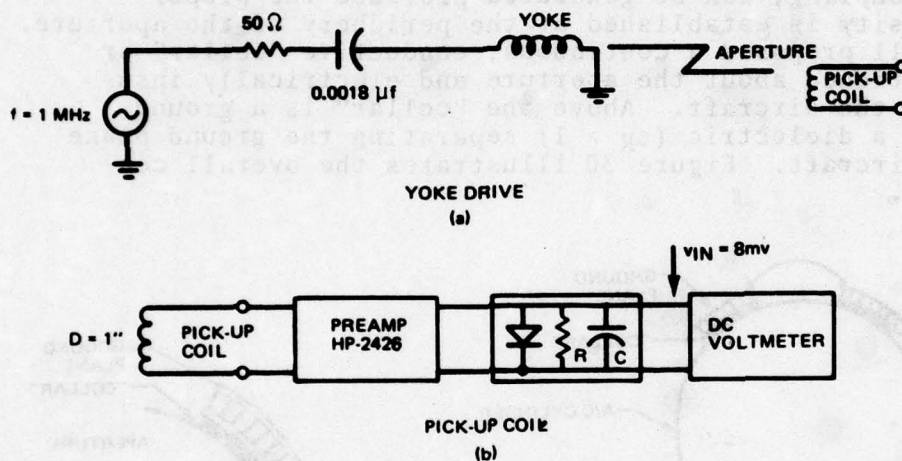 50 Ω
YOKE
0.0018 μf
f = 1 MHz
APERTURE
PICK-UP
COIL
YOKE DRIVE
(a)
vIN = 8mv
D = 1"
PICK-UP
COIL
PREAMP
HP-2426
R
C
DC
VOLTMETER
PICK-UP COIL
(b)